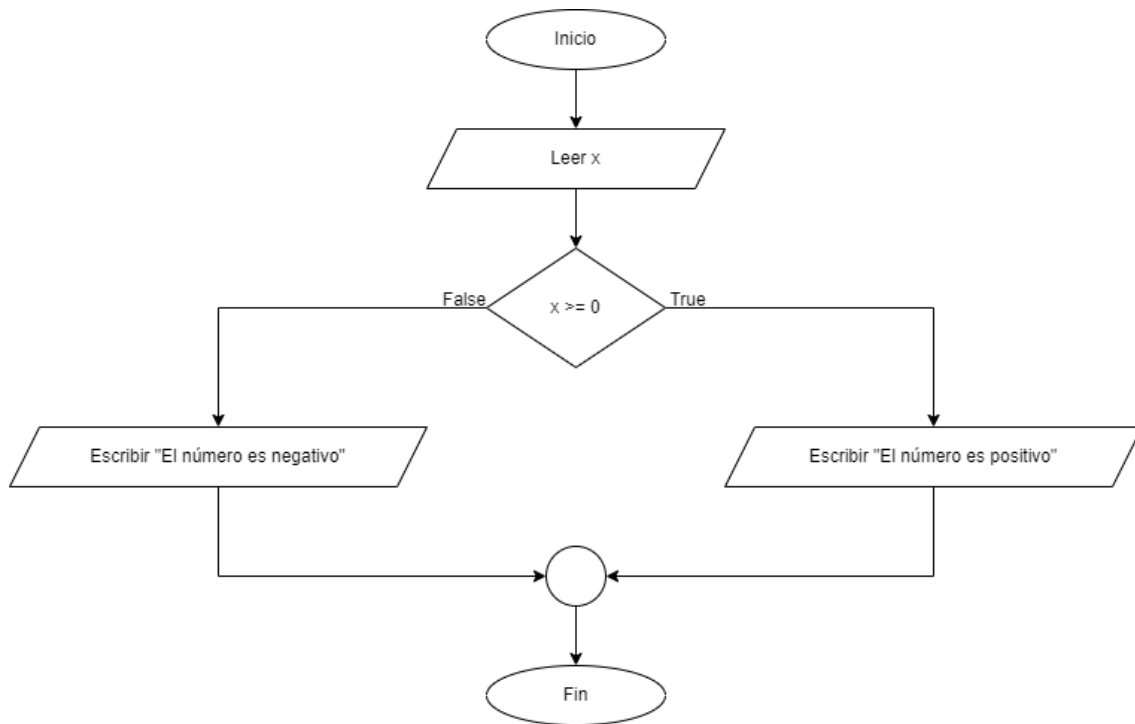 Inicio
Leer x
x >= 0
False
True
Escribir "El número es negativo"
Escribir "El número es positivo"
Fin